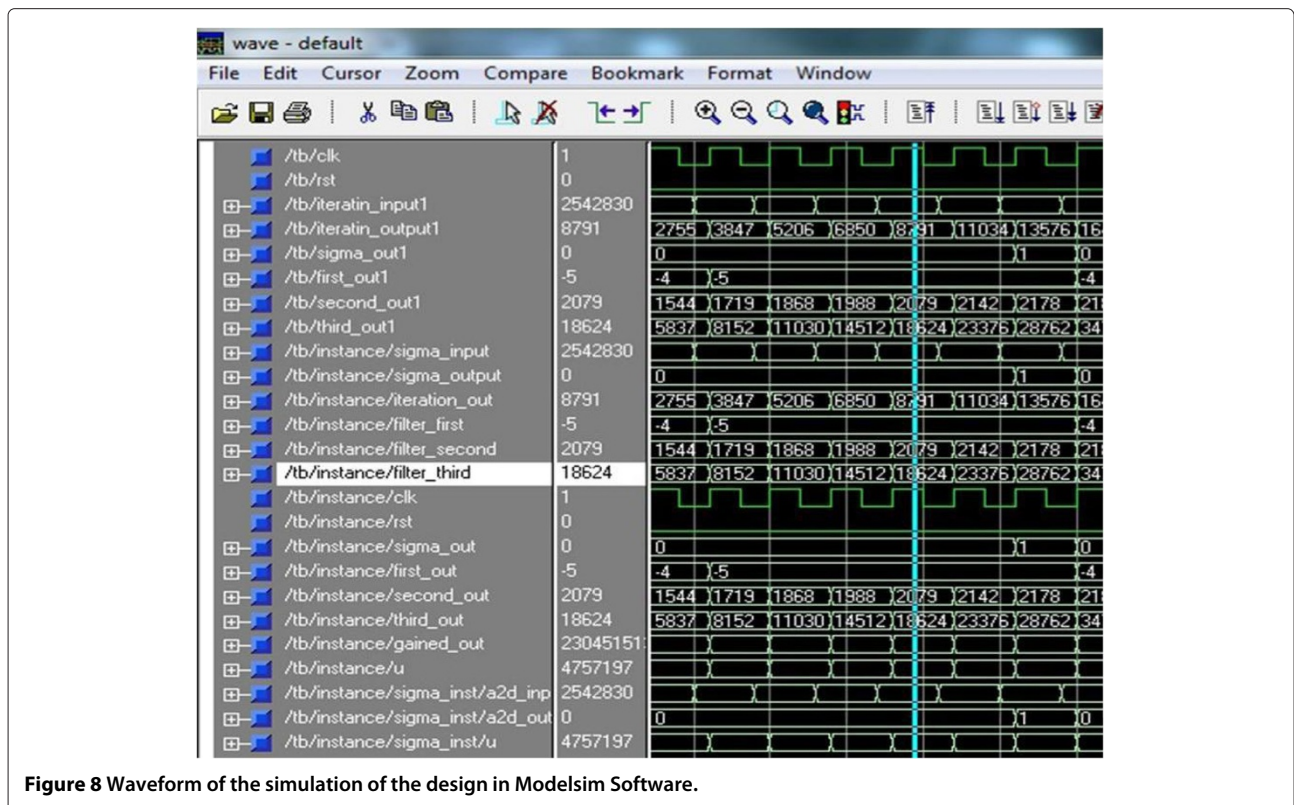 wave - default
File Edit Cursor Zoom Compare Bookmark Format Window
/tb/clk 1
/tb/rst 0
/tb/iteratin_input1 2542830
/tb/iteratin_output1 8791 2755 3847 5206 6850 8791 11034 13576 16
/tb/sigma_out1 0 0 1 0
/tb/first_out1 -5 -4 -5 -4
/tb/second_out1 2079 1544 1719 1868 1988 2079 2142 2178 21
/tb/third_out1 18624 5837 8152 11030 14512 18624 23376 28762 34
/tb/instance/sigma_input 2542830
/tb/instance/sigma_output 0 0 1 0
/tb/instance/iteration_out 8791 2755 3847 5206 6850 8791 11034 13576 16
/tb/instance/filter_first -5 -4 -5 -4
/tb/instance/filter_second 2079 1544 1719 1868 1988 2079 2142 2178 21
/tb/instance/filter_third 18624 5837 8152 11030 14512 18624 23376 28762 34
/tb/instance/clk 1
/tb/instance/rst 0
/tb/instance/sigma_out 0 0 1 0
/tb/instance/first_out -5 -4 -5 -4
/tb/instance/second_out 2079 1544 1719 1868 1988 2079 2142 2178 21
/tb/instance/third_out 18624 5837 8152 11030 14512 18624 23376 28762 34
/tb/instance/gained_out 23045151
/tb/instance/u 4757197
/tb/instance/sigma_inst/a2d_inp 2542830
/tb/instance/sigma_inst/a2d_out 0 0 1 0
/tb/instance/sigma_inst/u 4757197
Figure 8 Waveform of the simulation of the design in Modelsim Software.